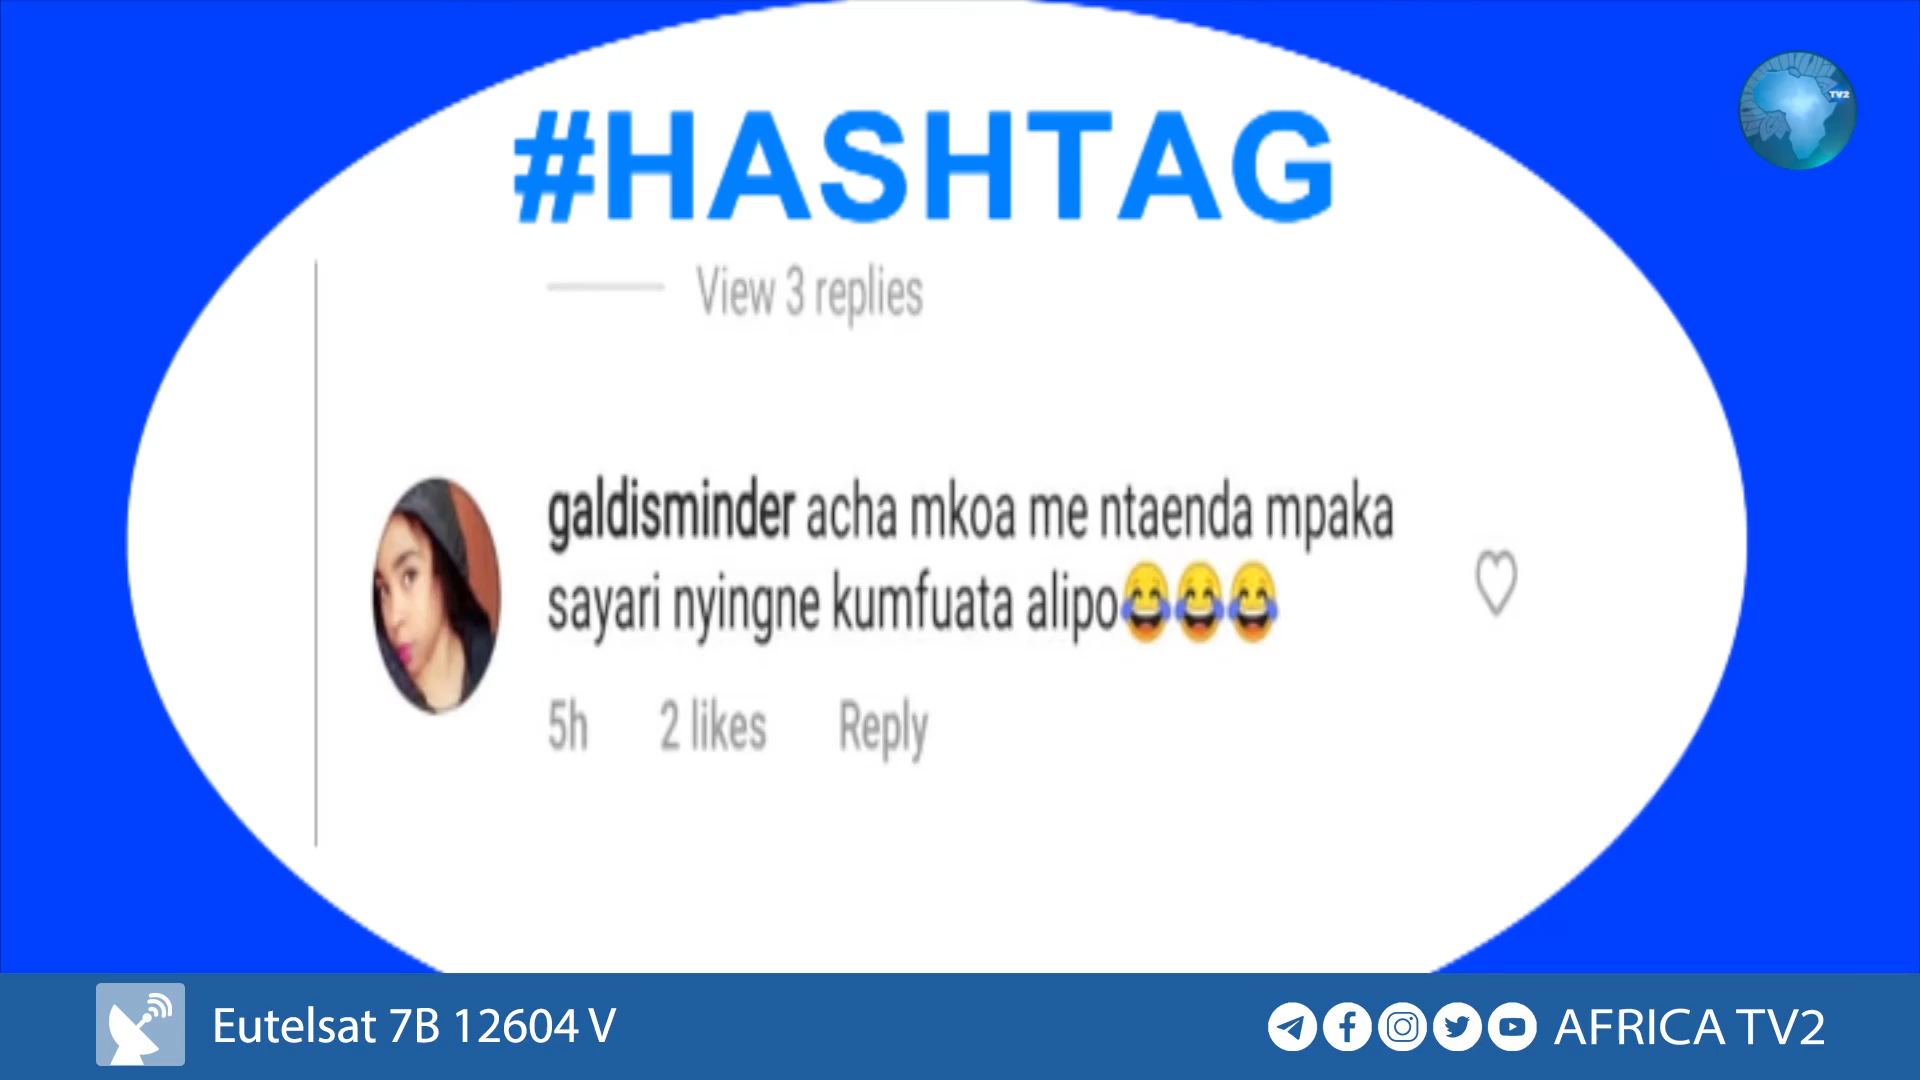 TV2
#HASHTAG
View 3 replies
galdisminder acha mkoa me ntaenda mpaka
sayari nyingne kumfuata alipo😂😂😂
5h 2 likes Reply
Eutelsat 7B 12604 V
AFRICA TV2